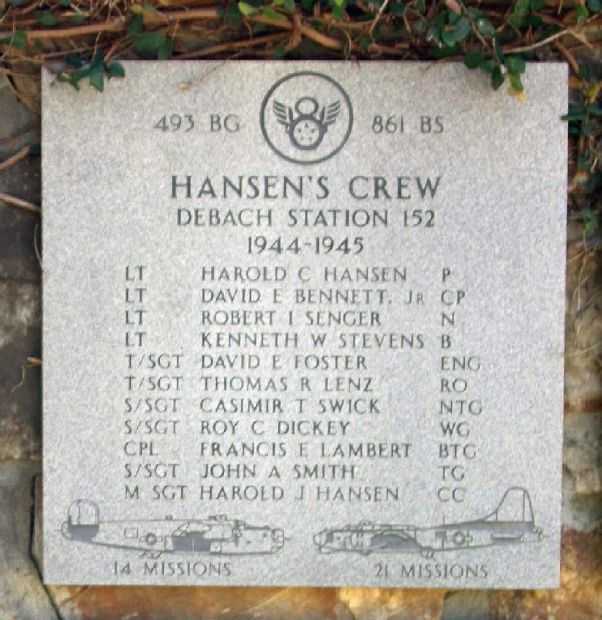 493 BG 861 BS
HANSEN'S CREW
DEBACH STATION 152
1944-1945
LT HAROLD C HANSEN P
LT DAVID E BENNETT, JR CP
LT ROBERT I SENGER N
LT KENNETH W STEVENS B
T/SGT DAVID E FOSTER ENG
T/SGT THOMAS R LENZ RO
S/SGT CASIMIR T SWICK NTG
S/SGT ROY C DICKEY WG
CPL FRANCIS E LAMBERT BTG
S/SGT JOHN A SMITH TG
M SGT HAROLD J HANSEN CC
14 MISSIONS 21 MISSIONS